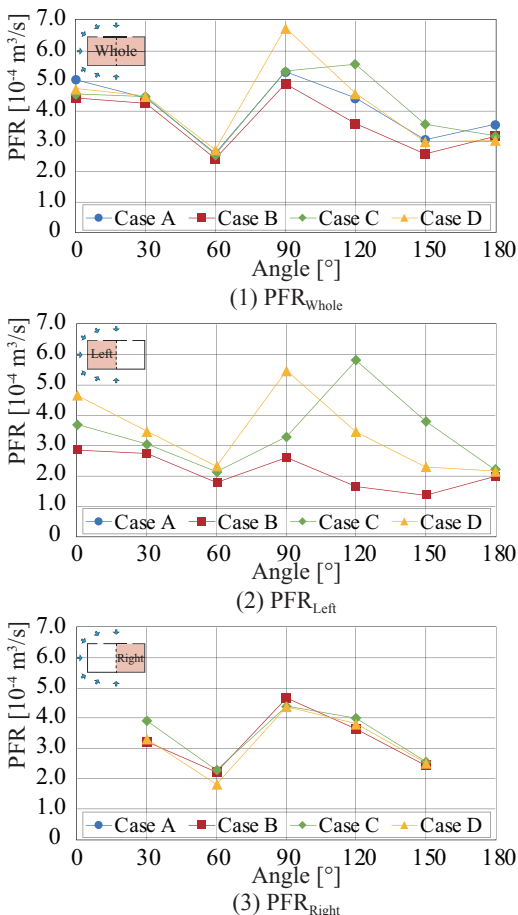 PFR [10⁻⁴ m³/s]
7.0
6.0
5.0
4.0
3.0
2.0
1.0
0
Whole
Case A Case B Case C Case D
0 30 60 90 120 150 180
Angle [°]
(1) PFR_Whole
PFR [10⁻⁴ m³/s]
7.0
6.0
5.0
4.0
3.0
2.0
1.0
0
Left
Case A Case B Case C Case D
0 30 60 90 120 150 180
Angle [°]
(2) PFR_Left
PFR [10⁻⁴ m³/s]
7.0
6.0
5.0
4.0
3.0
2.0
1.0
0
Right
Case A Case B Case C Case D
0 30 60 90 120 150 180
Angle [°]
(3) PFR_Right